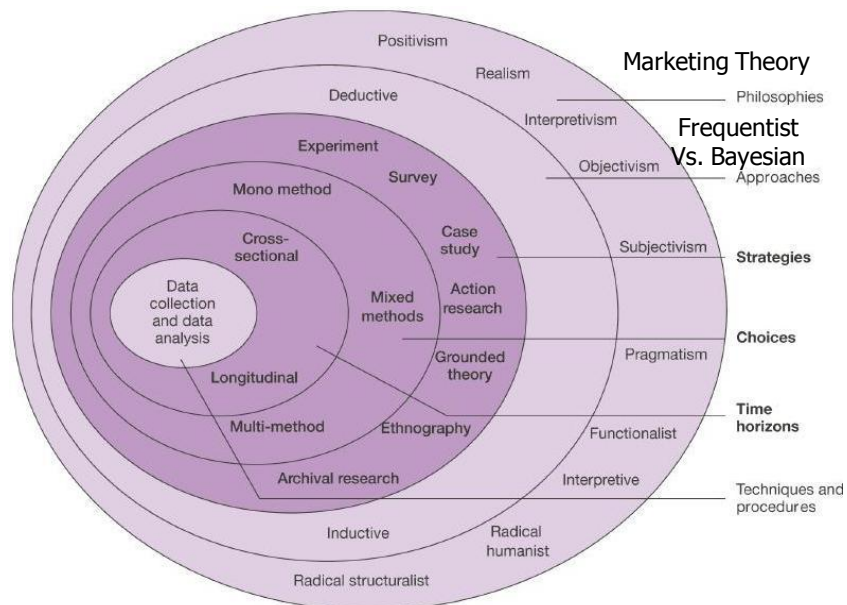 Positivism
Realism
Marketing Theory
Philosophies
Deductive
Interpretivism
Frequentist
Vs. Bayesian
Experiment
Objectivism
Approaches
Survey
Mono method
Case
study
Subjectivism
Strategies
Cross-
sectional
Data
collection
and data
analysis
Mixed
methods
Action
research
Choices
Grounded
theory
Pragmatism
Longitudinal
Time
horizons
Multi-method
Ethnography
Functionalist
Archival research
Interpretive
Techniques and
procedures
Inductive
Radical
humanist
Radical structuralist